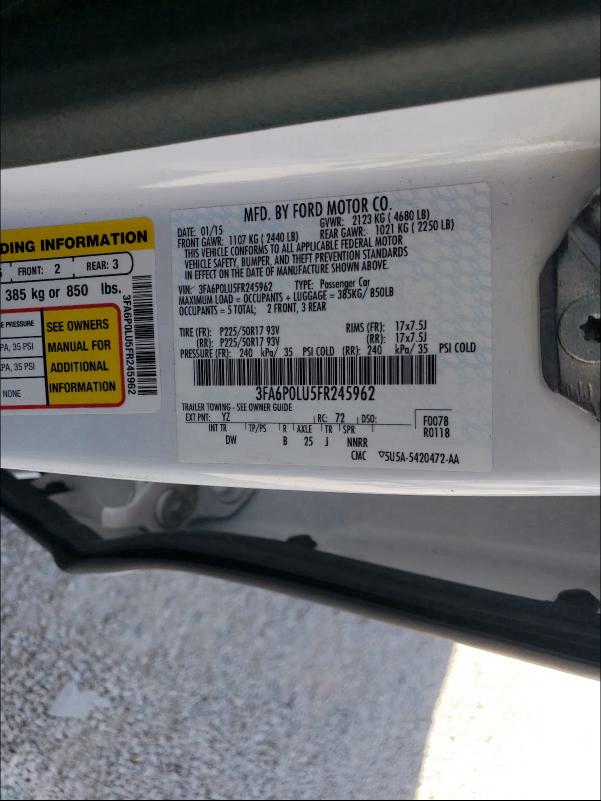 MFD. BY FORD MOTOR CO.
DATE: 01/15 GVWR: 2123 KG (4680 LB)
FRONT GAWR: 1107 KG (2440 LB) REAR GAWR: 1021 KG (2250 LB)
THIS VEHICLE CONFORMS TO ALL APPLICABLE FEDERAL MOTOR
VEHICLE SAFETY, BUMPER, AND THEFT PREVENTION STANDARDS
IN EFFECT ON THE DATE OF MANUFACTURE SHOWN ABOVE.
VIN: 3FA6P0LU5FR245962 TYPE: Passenger Car
MAXIMUM LOAD = OCCUPANTS + LUGGAGE = 385KG/850LB
OCCUPANTS = 5 TOTAL; 2 FRONT, 3 REAR
TIRE (FR): P225/50R17 93V RIMS (FR): 17x7.5J
(RR): P225/50R17 93V (RR): 17x7.5J
PRESSURE (FR): 240 kPa/35 PSI COLD (RR): 240 kPa/35 PSI COLD
3FA6P0LU5FR245962
TRAILER TOWING - SEE OWNER GUIDE
EXT PNT: YZ RC: 72 DSO: F0078
INT TR TP/PS R AXLE TR SPR R0118
DW B 25 J NNRR
CMC ▽5U5A-5420472-AA
DING INFORMATION
FRONT: 2 REAR: 3
385 kg or 850 lbs.
PRESSURE
PA, 35 PSI
PA, 35 PSI
NONE
SEE OWNERS
MANUAL FOR
ADDITIONAL
INFORMATION
3FA6P0LU5FR245962